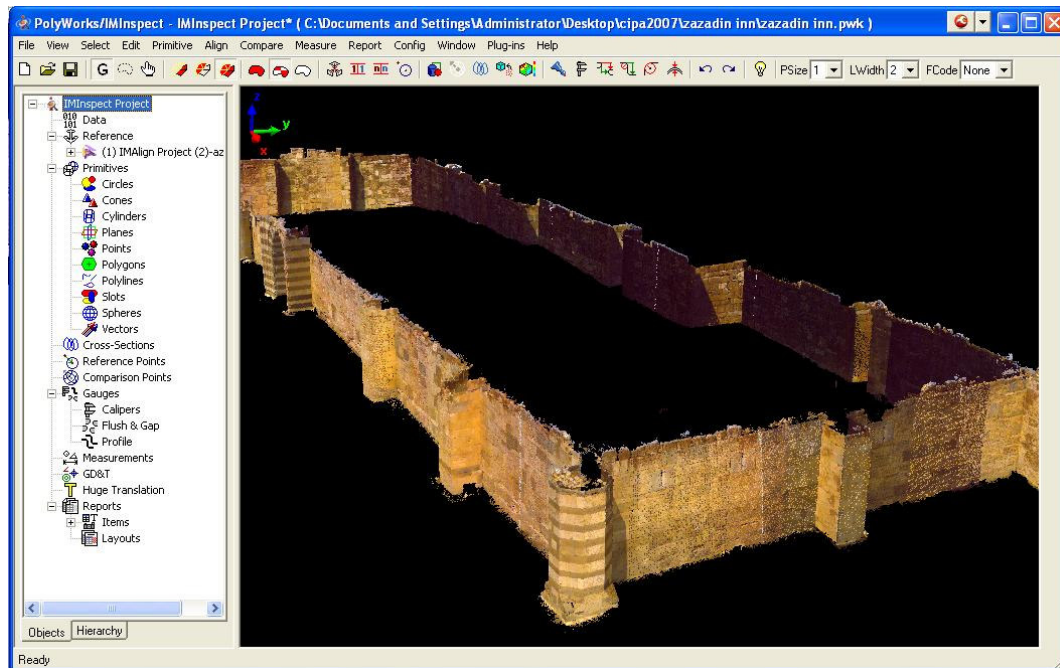 PolyWorks/IMInspect - IMInspect Project* ( C:\Documents and Settings\Administrator\Desktop\cipa2007\zazadin inn\zazadin inn.pwk )
File View Select Edit Primitive Align Compare Measure Report Config Window Plug-ins Help
G PSize 1 LWidth 2 FCode None
IMInspect Project
Data
Reference
(1) IMAlign Project (2)-az
Primitives
Circles
Cones
Cylinders
Planes
Points
Polygons
Polylines
Slots
Spheres
Vectors
Cross-Sections
Reference Points
Comparison Points
Gauges
Calipers
Flush & Gap
Profile
Measurements
GD&T
Huge Translation
Reports
Items
Layouts
Objects Hierarchy
Ready
z
y
x